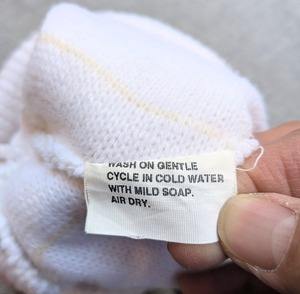 WASH ON GENTLE
CYCLE IN COLD WATER
WITH MILD SOAP.
AIR DRY.